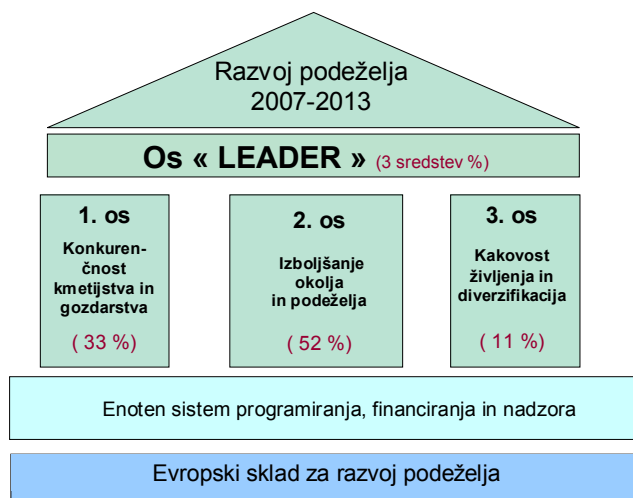 Razvoj podeželja
2007-2013
Os « LEADER » (3 sredstev %)
1. os
Konkuren-
čnost
kmetijstva in
gozdarstva
( 33 %)
2. os
Izboljšanje
okolja
in podeželja
( 52 %)
3. os
Kakovost
življenja in
diverzifikacija
( 11 %)
Enoten sistem programiranja, financiranja in nadzora
Evropski sklad za razvoj podeželja